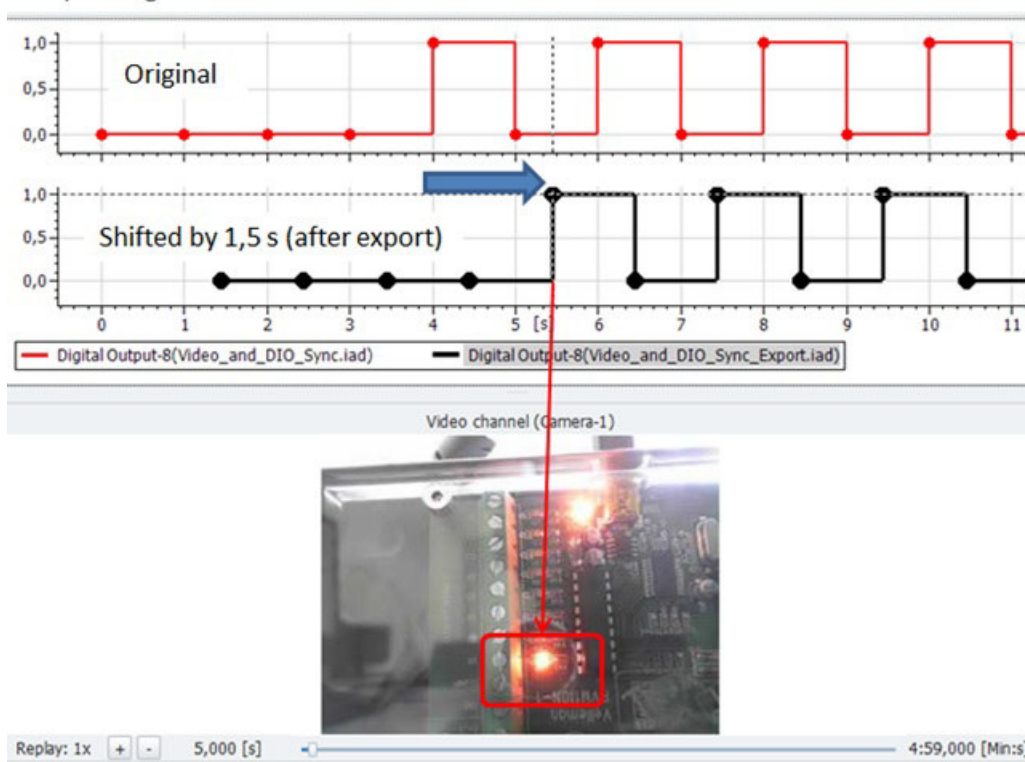 1,0
Original
0,5
0,0
1,0
0,5
Shifted by 1,5 s (after export)
0,0
0 1 2 3 4 5 [s] 6 7 8 9 10 11
Digital Output-8(Video_and_DIO_Sync.iad) Digital Output-8(Video_and_DIO_Sync_Export.iad)
Video channel (Camera-1)
Velleman
Replay: 1x + - 5,000 [s] 4:59,000 [Min:s]